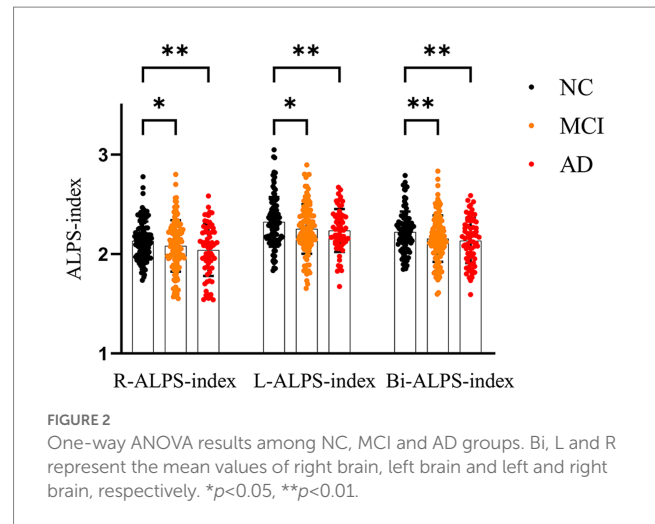 **
**
**
*
*
**
NC
MCI
AD
3
2
1
ALPS-index
R-ALPS-index L-ALPS-index Bi-ALPS-index
FIGURE 2
One-way ANOVA results among NC, MCI and AD groups. Bi, L and R
represent the mean values of right brain, left brain and left and right
brain, respectively. *p<0.05, **p<0.01.